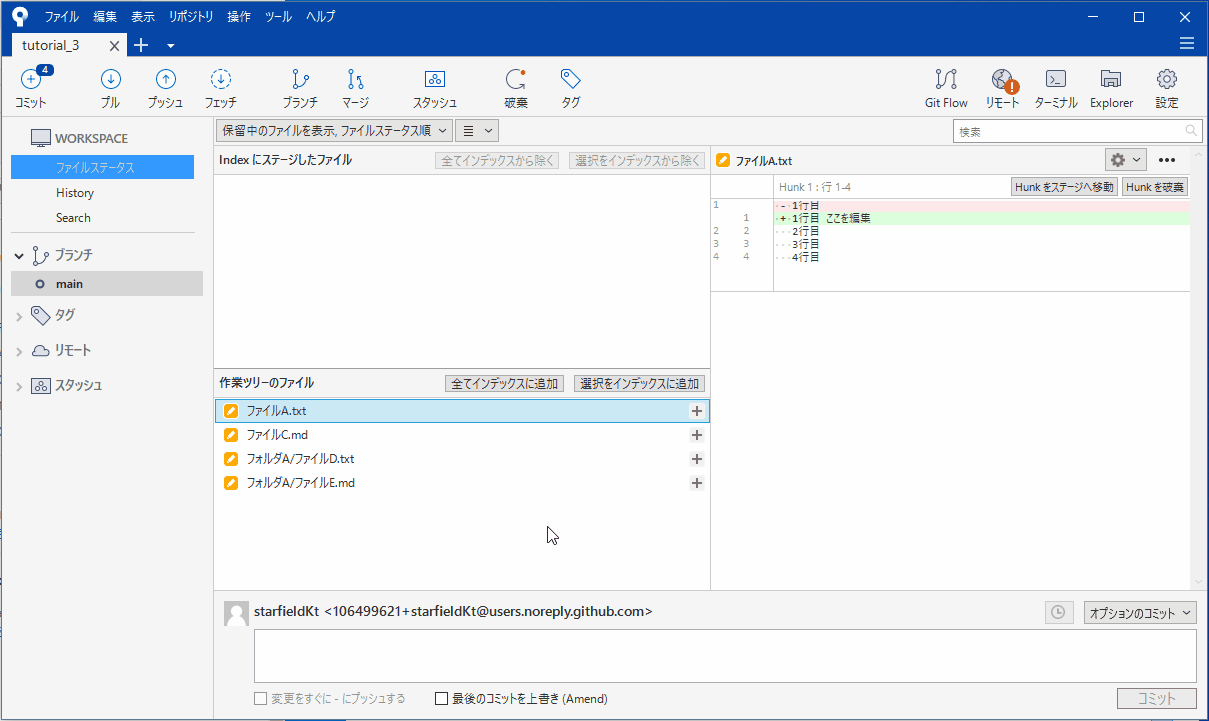 ファイル 編集 表示 リポジトリ 操作 ツール ヘルプ
tutorial_3
4
コミット プル プッシュ フェッチ ブランチ マージ スタッシュ 破棄 タグ Git Flow リモート ターミナル Explorer 設定
WORKSPACE
ファイルステータス
History
Search
ブランチ
main
タグ
リモート
スタッシュ
保留中のファイルを表示, ファイルステータス順
検索
Index にステージしたファイル 全てインデックスから除く 選択をインデックスから除く
作業ツリーのファイル 全てインデックスに追加 選択をインデックスに追加
ファイルA.txt
ファイルC.md
フォルダA/ファイルD.txt
フォルダA/ファイルE.md
ファイルA.txt
Hunk 1 : 行 1-4 Hunk をステージへ移動 Hunk を破棄
1 - 1行目
1 + 1行目 ここを編集
2 2 2行目
3 3 3行目
4 4 4行目
starfieldKt <106499621+starfieldKt@users.noreply.github.com>
オプションのコミット
変更をすぐに - にプッシュする 最後のコミットを上書き (Amend)
コミット